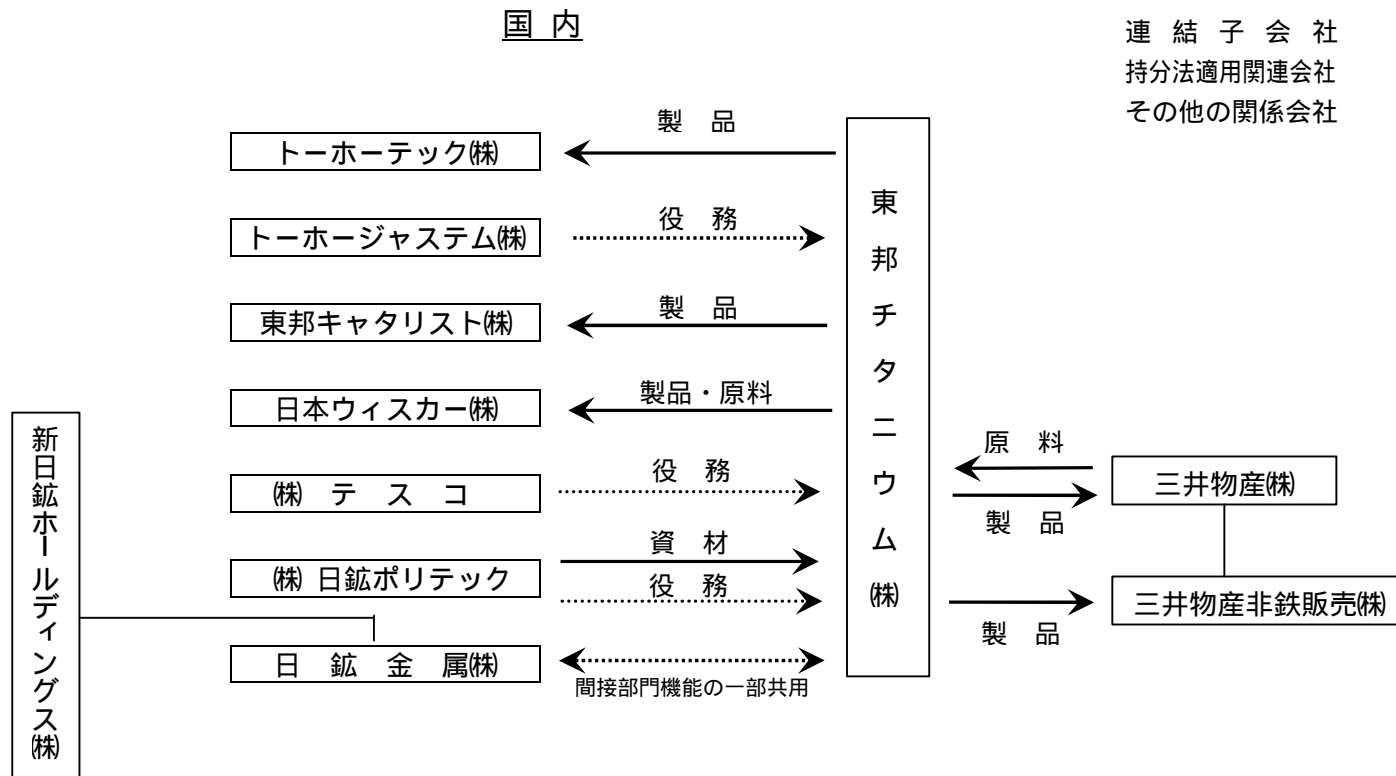 国 内
連 結 子 会 社
持分法適用関連会社
その他の関係会社
製 品
トーホーテック㈱
役 務
トーホージャステム㈱
製 品
東邦キャタリスト㈱
製品・原料
日本ウィスカー㈱
役 務
㈱ テ ス コ
資 材
㈱ 日鉱ポリテック
役 務
日 鉱 金 属㈱
間接部門機能の一部共用
新日鉱ホールディングス㈱
東邦チタニウム㈱
原 料
三井物産㈱
製 品
三井物産非鉄販売㈱
製 品